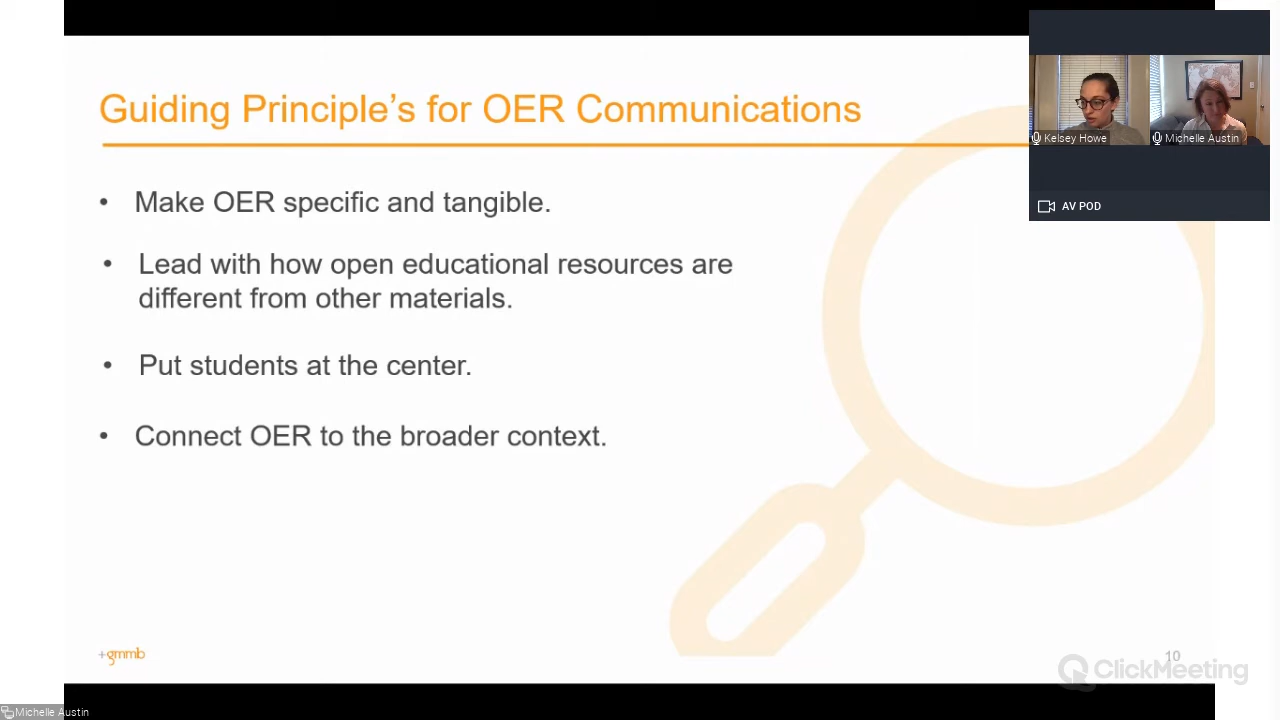 Guiding Principle's for OER Communications
• Make OER specific and tangible.
• Lead with how open educational resources are
different from other materials.
• Put students at the center.
• Connect OER to the broader context.
+gmmb
10
Kelsey Howe
Michelle Austin
AV POD
ClickMeeting
Michelle Austin